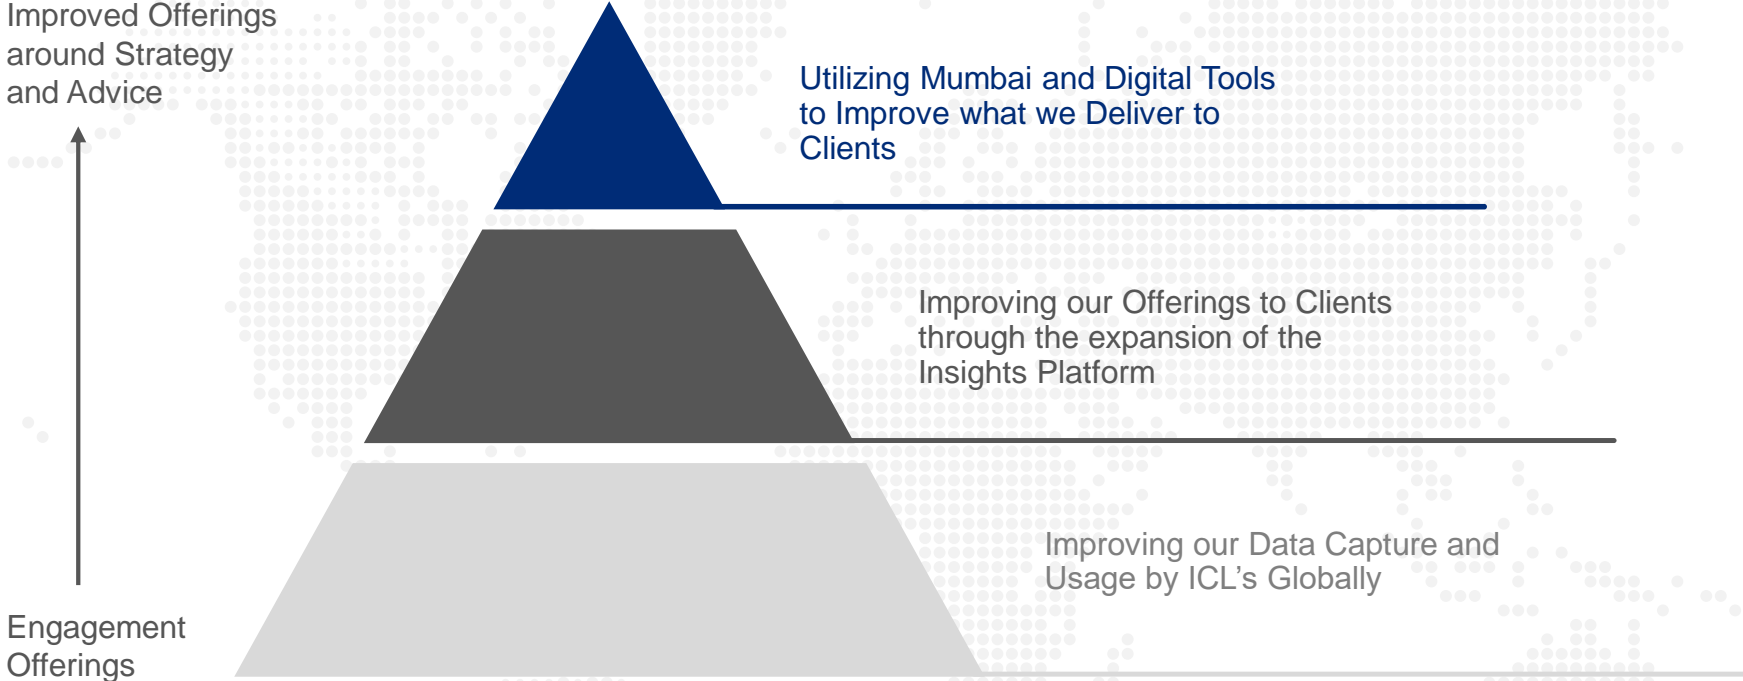 Improved Offerings
around Strategy
and Advice
Utilizing Mumbai and Digital Tools
to Improve what we Deliver to
Clients
Improving our Offerings to Clients
through the expansion of the
Insights Platform
Improving our Data Capture and
Usage by ICL’s Globally
Engagement
Offerings